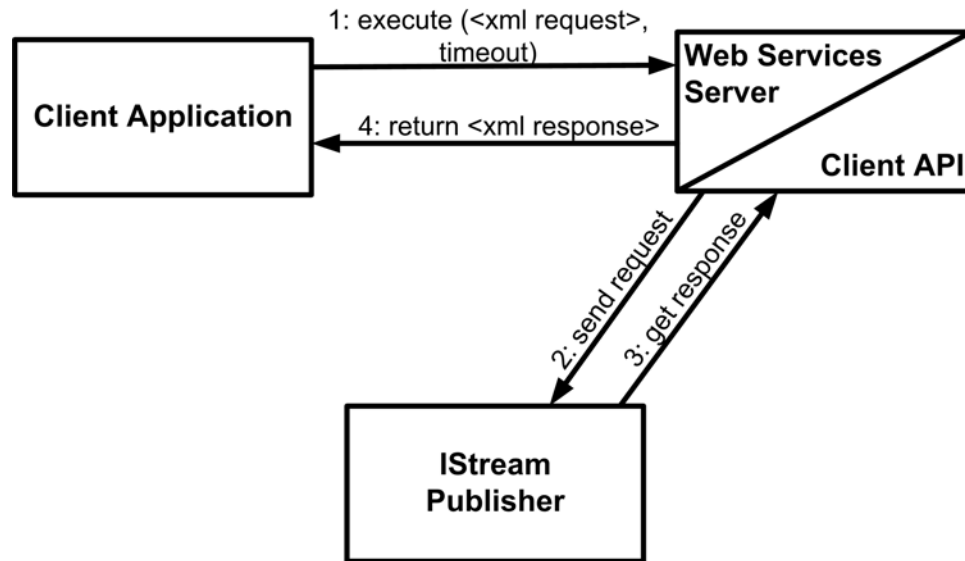 1: execute (<xml request>,
timeout)
Client Application
4: return <xml response>
Web Services
Server
Client API
2: send request
3: get response
IStream
Publisher